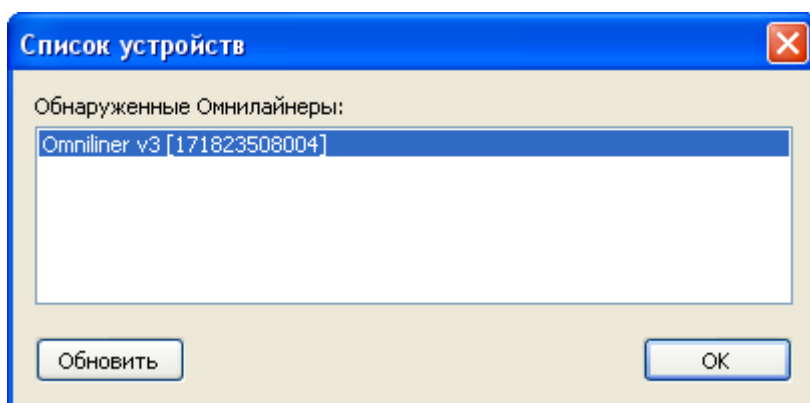 Список устройств
Обнаруженные Омнилайнеры:
Omniliner v3 [171823508004]
Обновить
OK